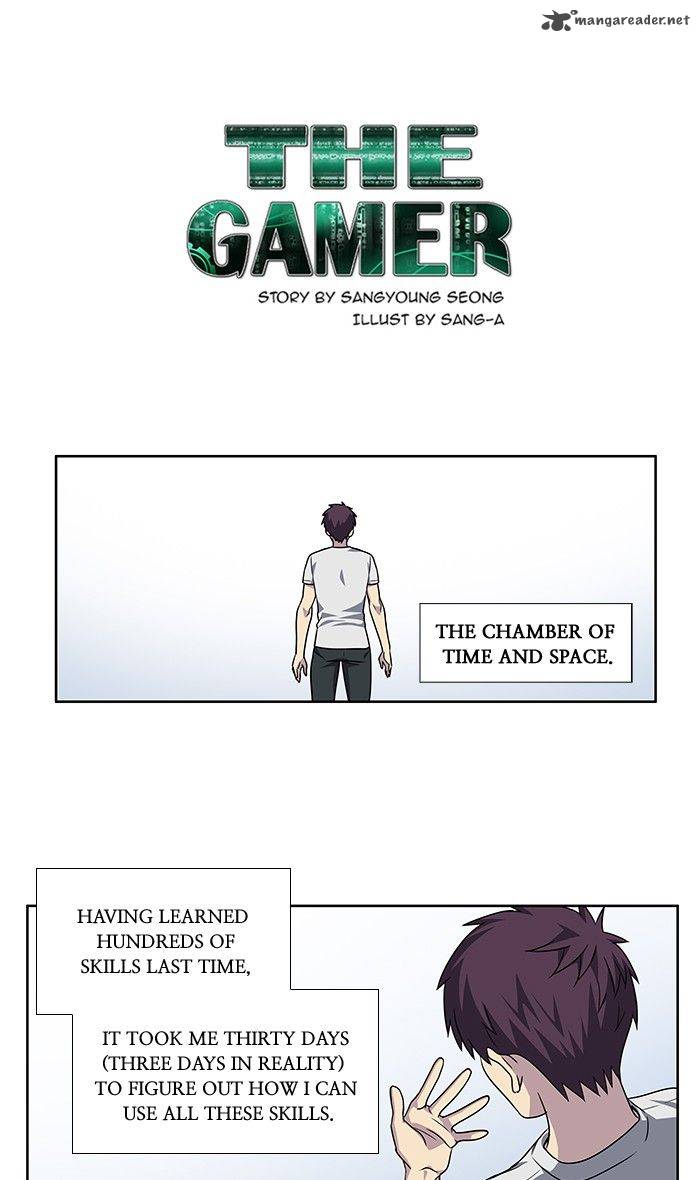 mangareader.net
THE
GAMER
STORY BY SANGYOUNG SEONG
ILLUST BY SANG-A
THE CHAMBER OF
TIME AND SPACE.
HAVING LEARNED
HUNDREDS OF
SKILLS LAST TIME,
IT TOOK ME THIRTY DAYS
(THREE DAYS IN REALITY)
TO FIGURE OUT HOW I CAN
USE ALL THESE SKILLS.